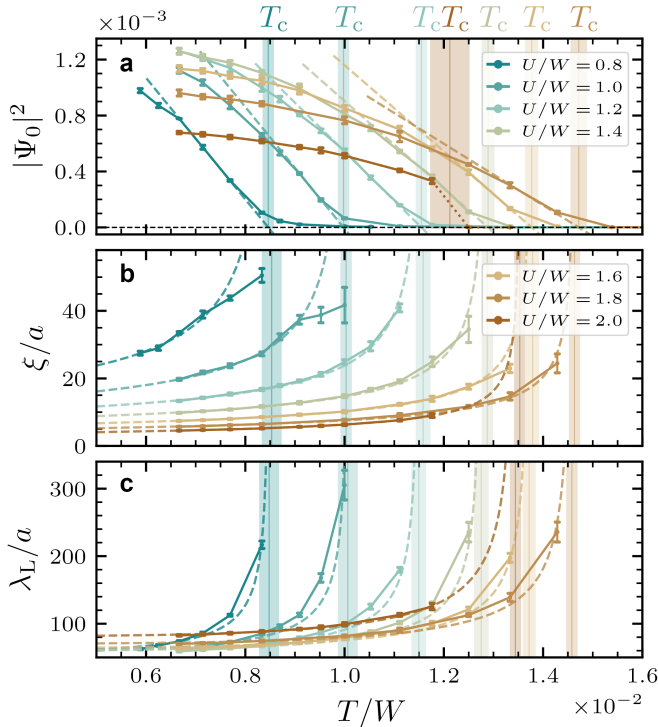 ×10⁻³ T_c T_c T_c T_c T_c T_c T_c
1.2
0.8
0.4
0.0
|Ψ₀|²
a
U/W = 0.8
U/W = 1.0
U/W = 1.2
U/W = 1.4
40
20
0
ξ/a
b
U/W = 1.6
U/W = 1.8
U/W = 2.0
300
200
100
λ_L/a
c
0.6 0.8 1.0 1.2 1.4 1.6
T/W
×10⁻²